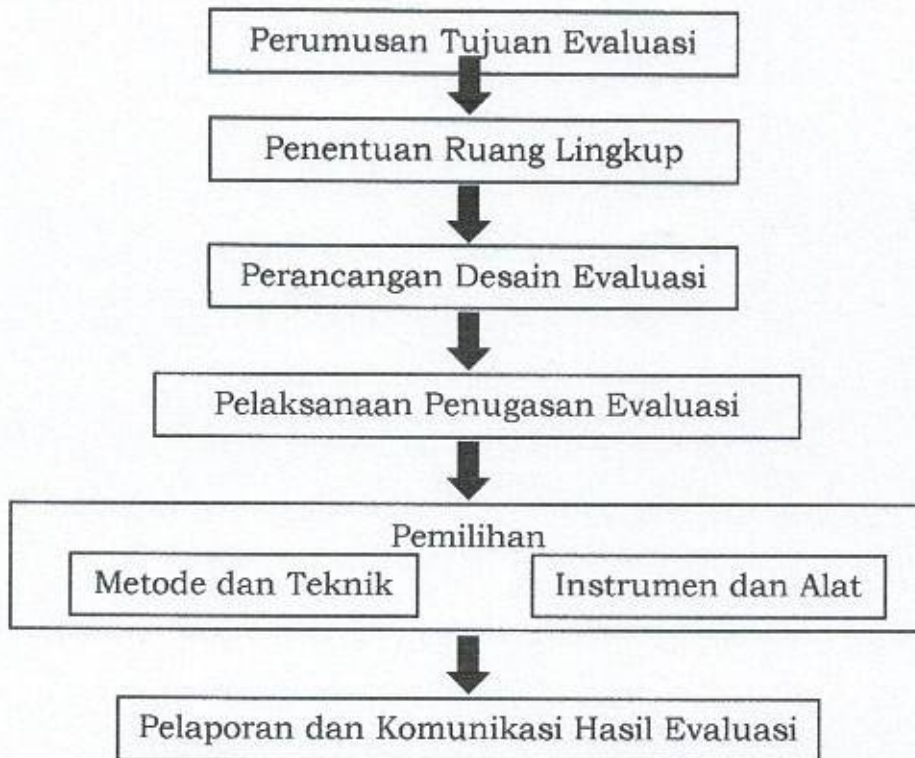 Perumusan Tujuan Evaluasi
Penentuan Ruang Lingkup
Perancangan Desain Evaluasi
Pelaksanaan Penugasan Evaluasi
Pemilihan
Metode dan Teknik
Instrumen dan Alat
Pelaporan dan Komunikasi Hasil Evaluasi